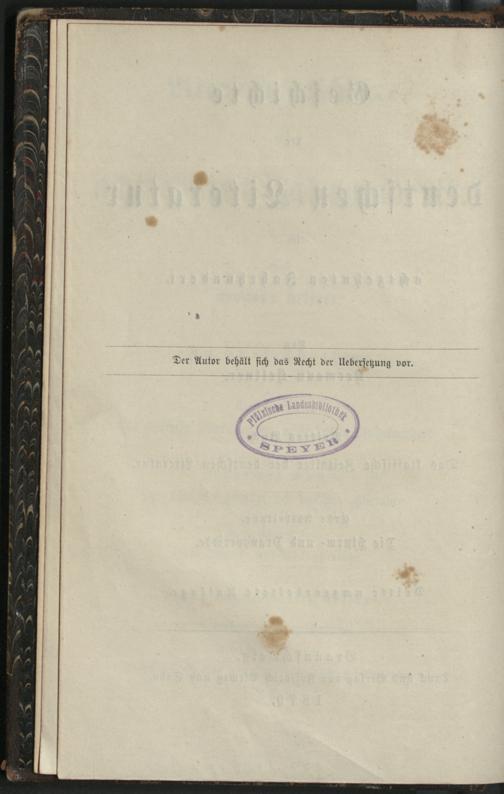 Der Autor behält sich das Recht der Uebersetzung vor.
Pfälzische Landesbibliothek
* SPEYER *